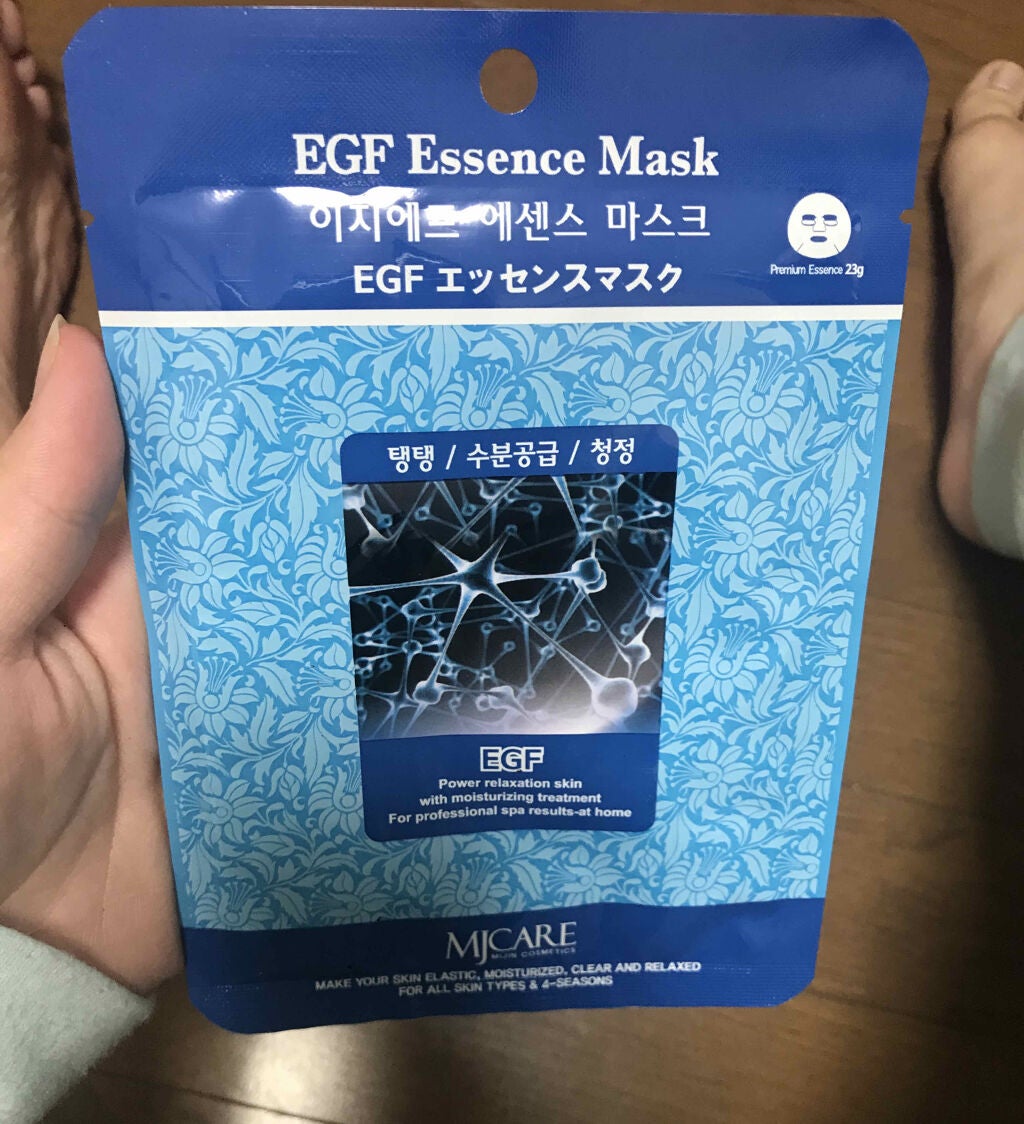 EGF Essence Mask
이지에프 에센스 마스크
EGF エッセンスマスク
Premium Essence 23g
탱탱 / 수분공급 / 청정
EGF
Power relaxation skin
with moisturizing treatment
For professional spa results-at home
MJCARE
MIJIN COSMETICS
MAKE YOUR SKIN ELASTIC, MOISTURIZED, CLEAR AND RELAXED
FOR ALL SKIN TYPES & 4-SEASONS